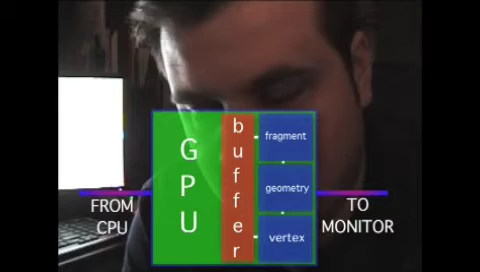 FROM
CPU
GPU
buffer
fragment
geometry
vertex
TO
MONITOR